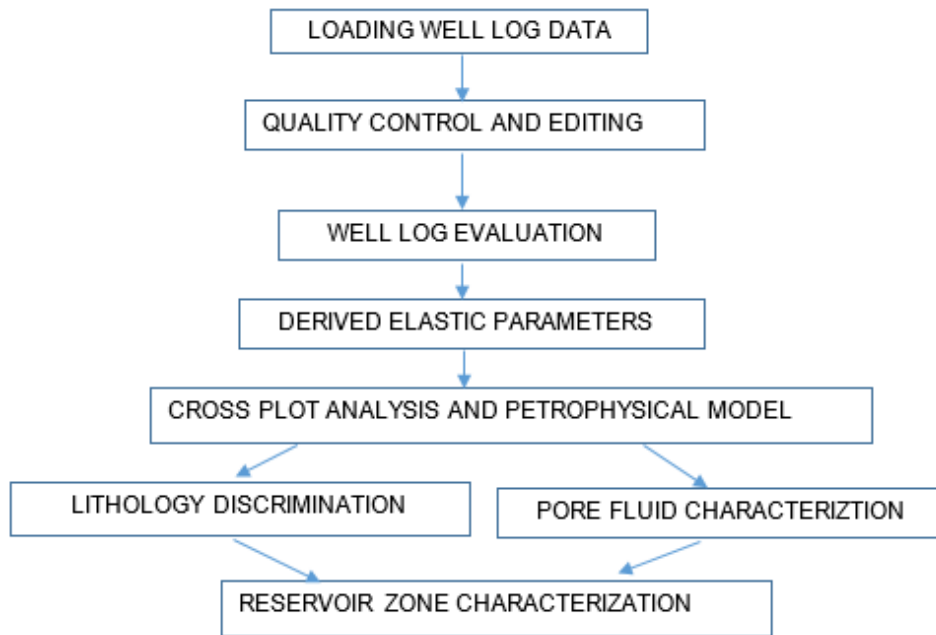 LOADING WELL LOG DATA
QUALITY CONTROL AND EDITING
WELL LOG EVALUATION
DERIVED ELASTIC PARAMETERS
CROSS PLOT ANALYSIS AND PETROPHYSICAL MODEL
LITHOLOGY DISCRIMINATION
PORE FLUID CHARACTERIZTION
RESERVOIR ZONE CHARACTERIZATION